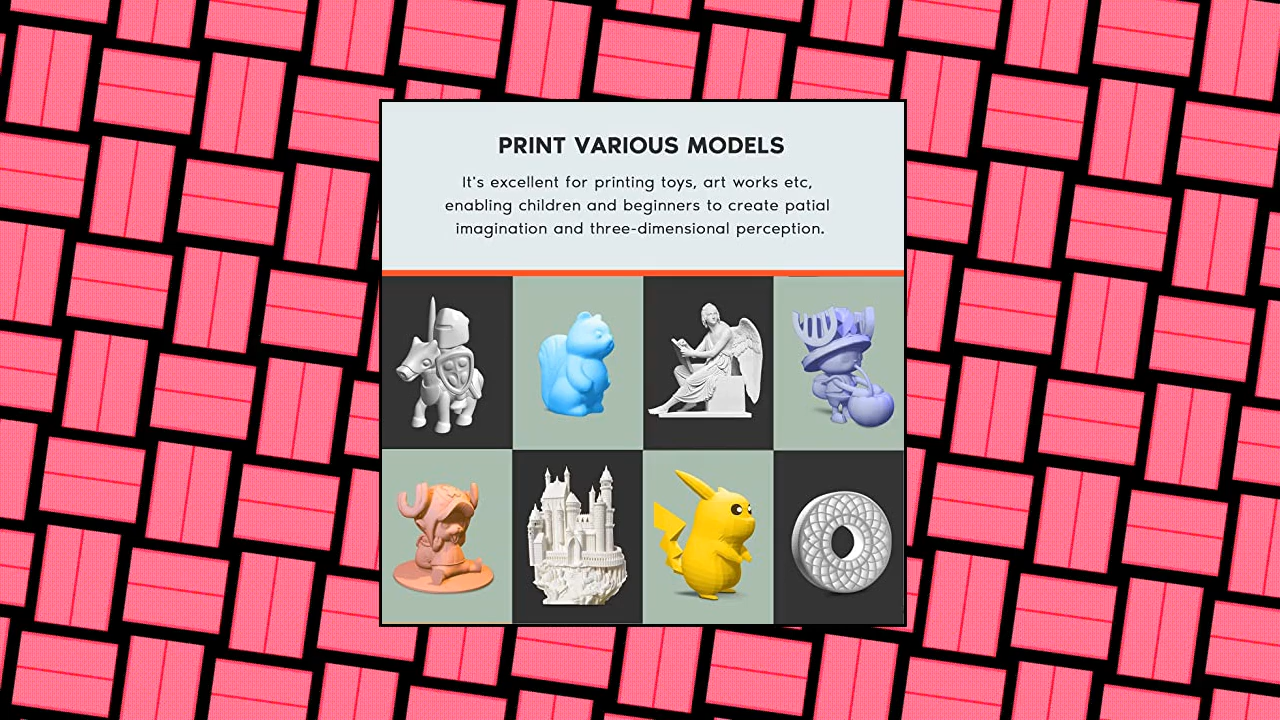 PRINT VARIOUS MODELS
It's excellent for printing toys, art works etc,
enabling children and beginners to create patial
imagination and three-dimensional perception.